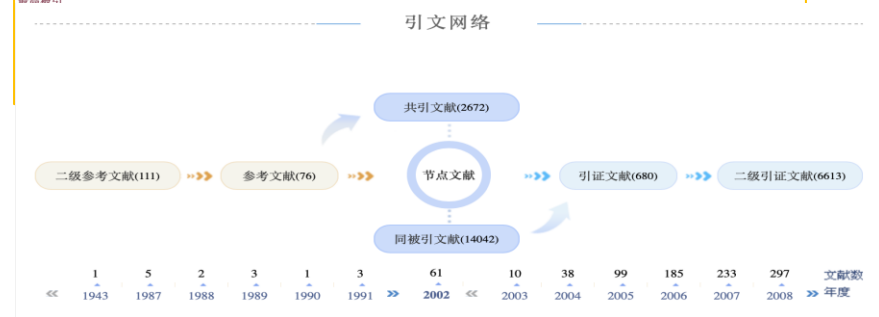 引文网络
共引文献(2672)
二级参考文献(111)
参考文献(76)
节点文献
引证文献(680)
二级引证文献(6613)
同被引文献(14042)
1 5 2 3 1 3 61 10 38 99 185 233 297 文献数
1943 1987 1988 1989 1990 1991 2002 2003 2004 2005 2006 2007 2008 年度